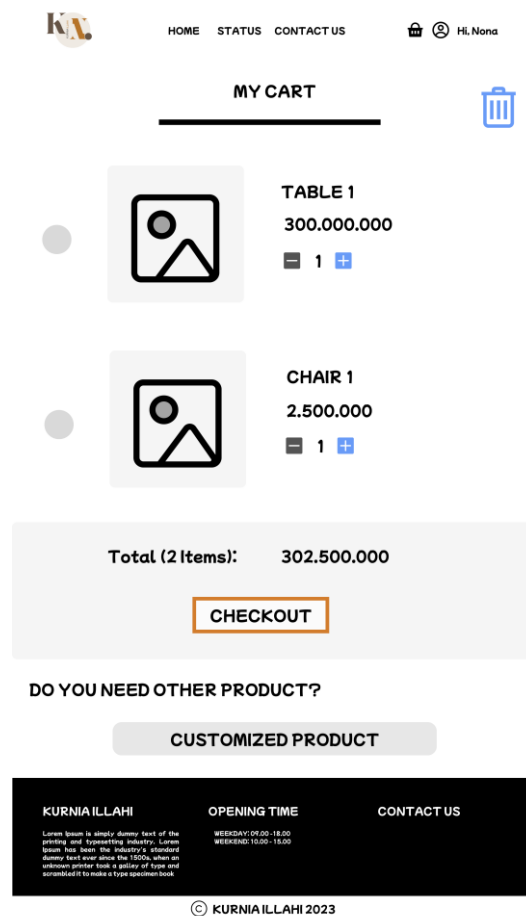 KA.
HOME STATUS CONTACT US Hi, Nona
MY CART
TABLE 1
300.000.000
1
CHAIR 1
2.500.000
1
Total (2 Items): 302.500.000
CHECKOUT
DO YOU NEED OTHER PRODUCT?
CUSTOMIZED PRODUCT
KURNIA ILLAHI
Lorem Ipsum is simply dummy text of the
printing and typesetting industry. Lorem
Ipsum has been the industry's standard
dummy text ever since the 1500s, when an
unknown printer took a galley of type and
scrambled it to make a type specimen book
OPENING TIME
WEEKDAY: 09.00 - 18.00
WEEKEND: 10.00 - 15.00
CONTACT US
© KURNIA ILLAHI 2023